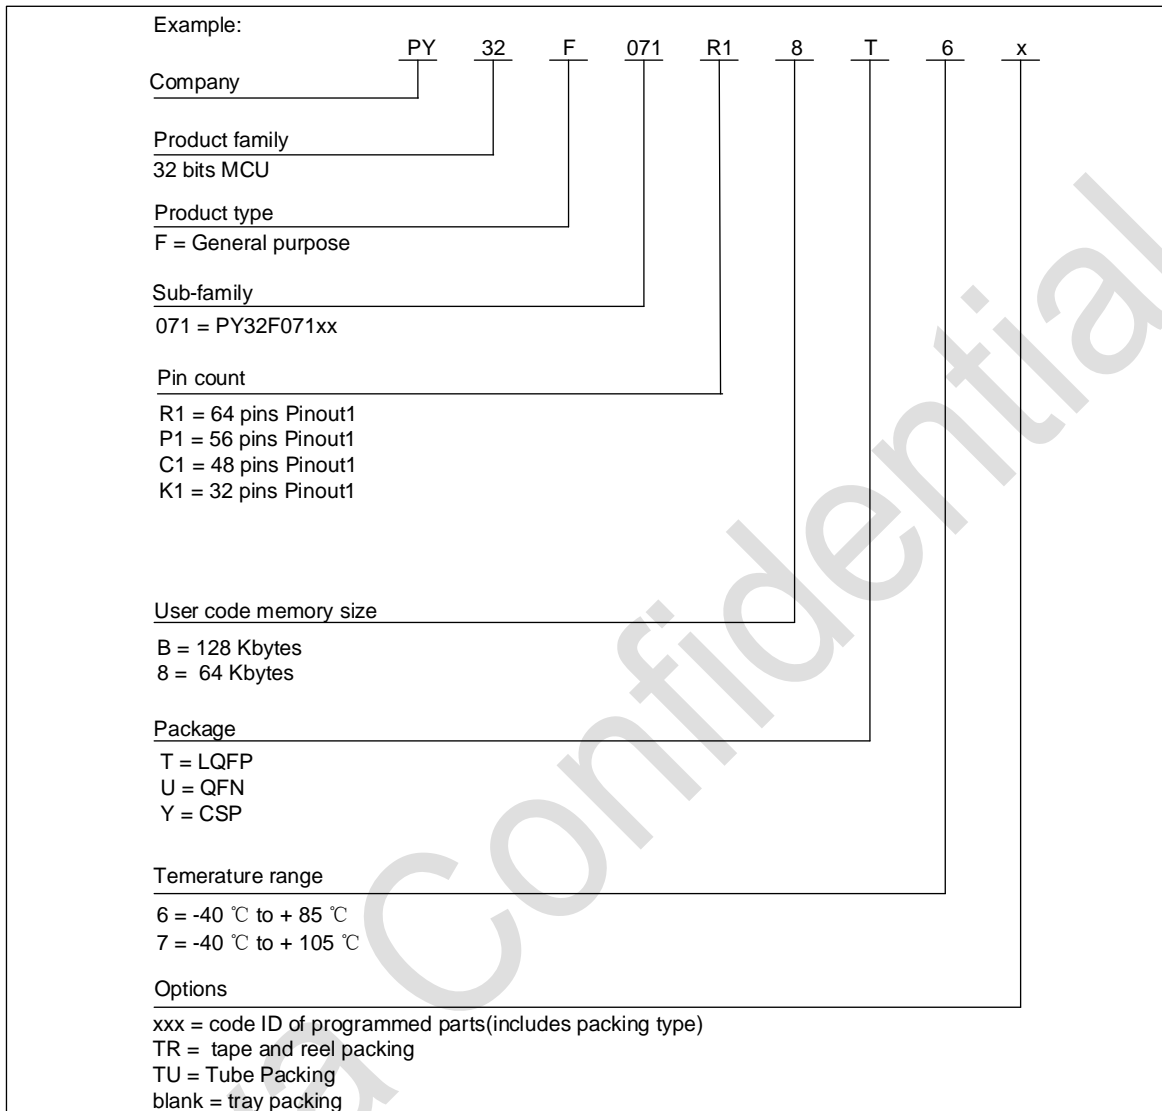 Example:
PY 32 F 071 R1 8 T 6 x
Company
Product family
32 bits MCU
Product type
F = General purpose
Sub-family
071 = PY32F071xx
Pin count
R1 = 64 pins Pinout1
P1 = 56 pins Pinout1
C1 = 48 pins Pinout1
K1 = 32 pins Pinout1
User code memory size
B = 128 Kbytes
8 = 64 Kbytes
Package
T = LQFP
U = QFN
Y = CSP
Temerature range
6 = -40 ℃ to + 85 ℃
7 = -40 ℃ to + 105 ℃
Options
xxx = code ID of programmed parts(includes packing type)
TR = tape and reel packing
TU = Tube Packing
blank = tray packing
Confidential